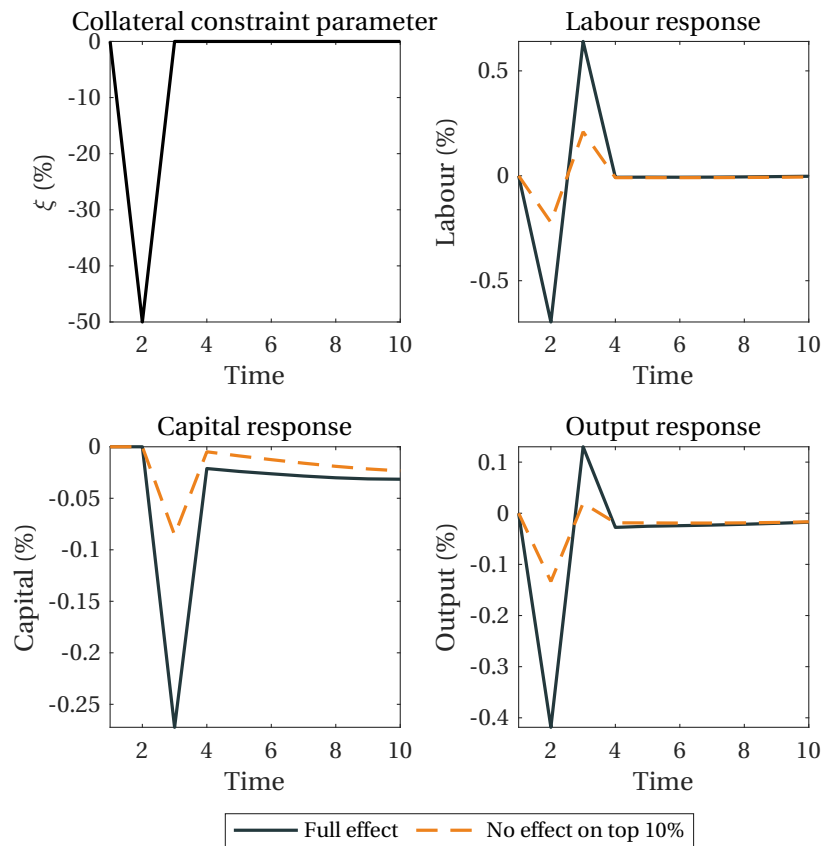 Collateral constraint parameter
0
-10
-20
-30
-40
-50
ξ (%)
2 4 6 8 10
Time
Labour response
0.5
0
-0.5
Labour (%)
2 4 6 8 10
Time
Capital response
0
-0.05
-0.1
-0.15
-0.2
-0.25
Capital (%)
2 4 6 8 10
Time
Output response
0.1
0
-0.1
-0.2
-0.3
-0.4
Output (%)
2 4 6 8 10
Time
Full effect No effect on top 10%